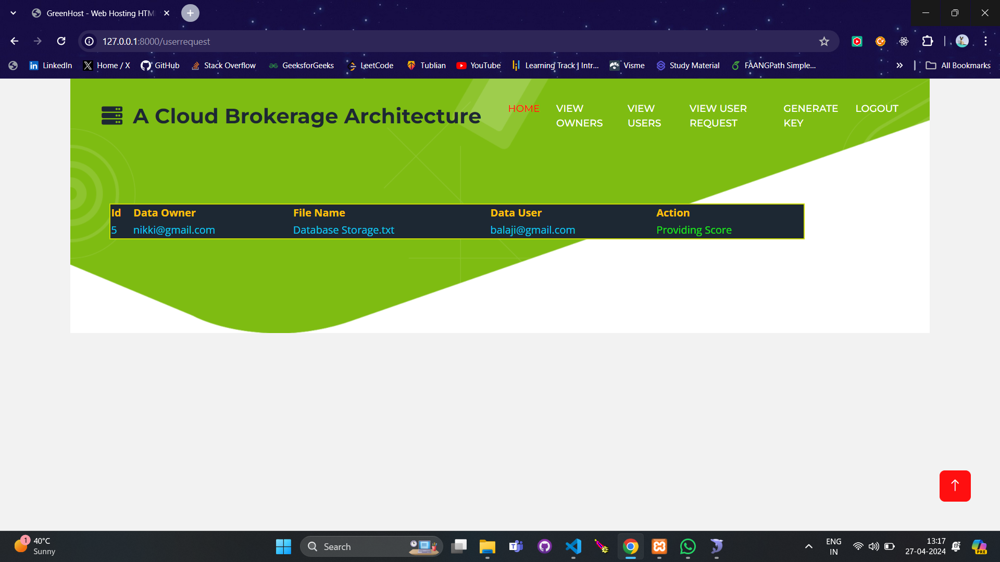 GreenHost - Web Hosting HTM
127.0.0.1:8000/userrequest
LinkedIn Home / X GitHub Stack Overflow GeeksforGeeks LeetCode Tublian YouTube Learning Track | Intr... Visme Study Material FAANGPath Simple... All Bookmarks
A Cloud Brokerage Architecture
HOME
VIEW
OWNERS
VIEW
USERS
VIEW USER
REQUEST
GENERATE
KEY
LOGOUT
Id Data Owner File Name Data User Action
5 nikki@gmail.com Database Storage.txt balaji@gmail.com Providing Score
1
40°C
Sunny
Search
ENG
IN
13:17
27-04-2024
PRE